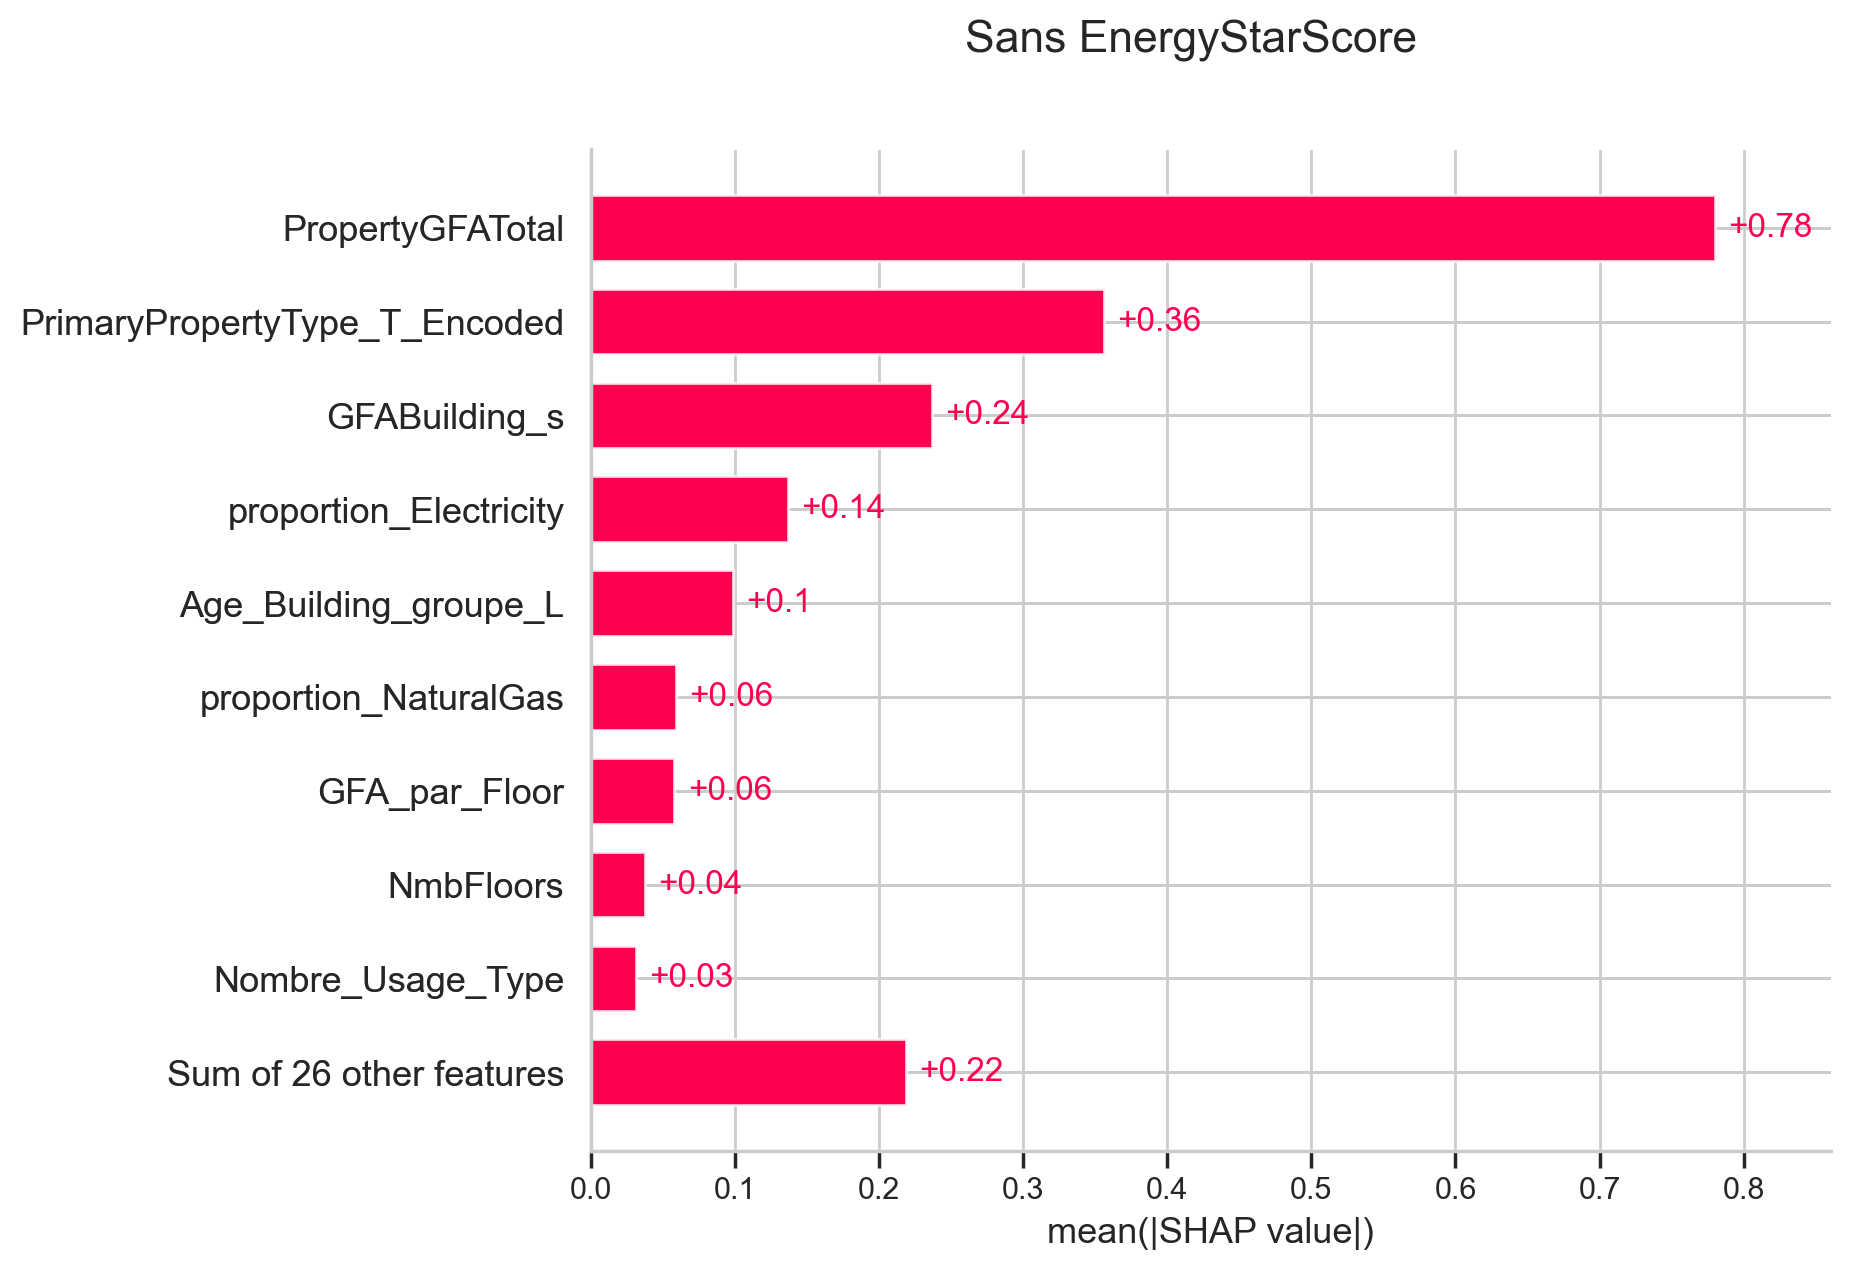 Sans EnergyStarScore
PropertyGFATotal +0.78
PrimaryPropertyType_T_Encoded +0.36
GFABuilding_s +0.24
proportion_Electricity +0.14
Age_Building_groupe_L +0.1
proportion_NaturalGas +0.06
GFA_par_Floor +0.06
NmbFloors +0.04
Nombre_Usage_Type +0.03
Sum of 26 other features +0.22
0.0 0.1 0.2 0.3 0.4 0.5 0.6 0.7 0.8
mean(|SHAP value|)